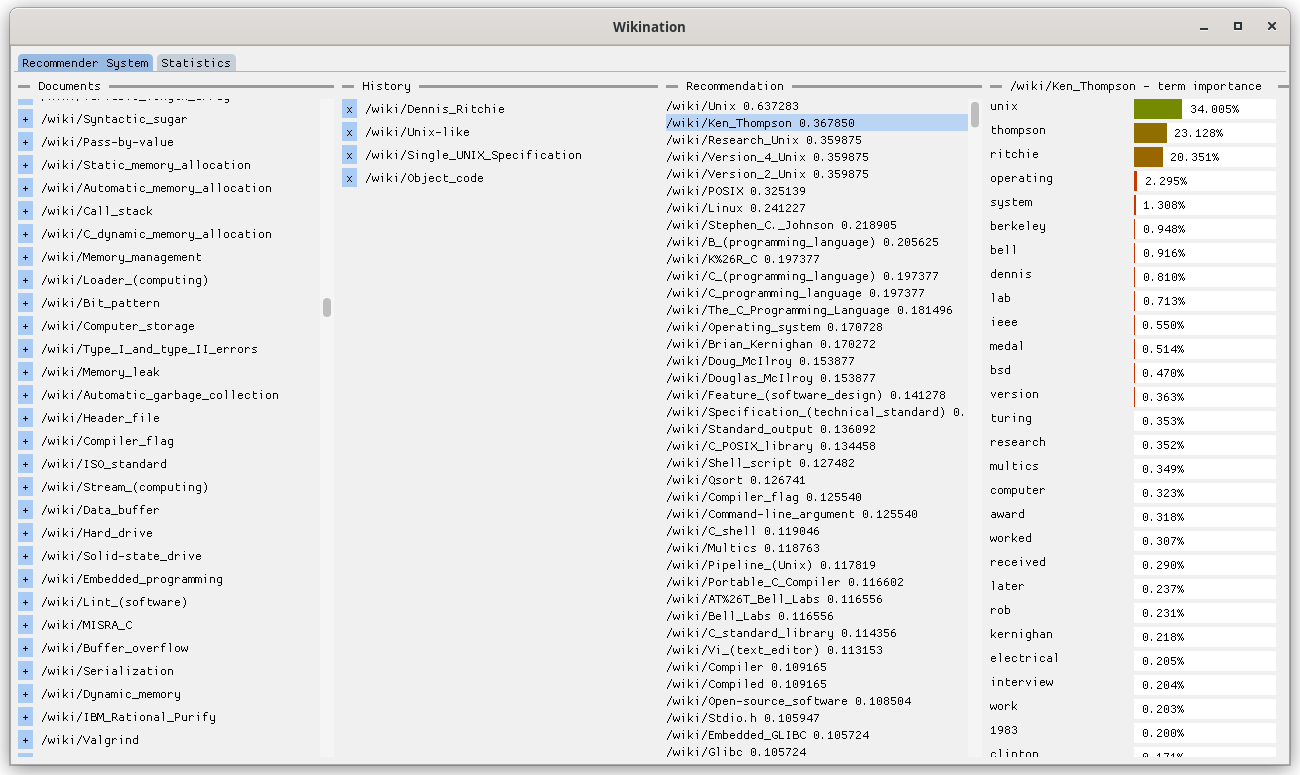 Wikination
Recommender System Statistics
Documents
+ /wiki/Syntactic_sugar
+ /wiki/Pass-by-value
+ /wiki/Static_memory_allocation
+ /wiki/Automatic_memory_allocation
+ /wiki/Call_stack
+ /wiki/C_dynamic_memory_allocation
+ /wiki/Memory_management
+ /wiki/Loader_(computing)
+ /wiki/Bit_pattern
+ /wiki/Computer_storage
+ /wiki/Type_I_and_type_II_errors
+ /wiki/Memory_leak
+ /wiki/Automatic_garbage_collection
+ /wiki/Header_file
+ /wiki/Compiler_flag
+ /wiki/ISO_standard
+ /wiki/Stream_(computing)
+ /wiki/Data_buffer
+ /wiki/Hard_drive
+ /wiki/Solid-state_drive
+ /wiki/Embedded_programming
+ /wiki/Lint_(software)
+ /wiki/MISRA_C
+ /wiki/Buffer_overflow
+ /wiki/Serialization
+ /wiki/Dynamic_memory
+ /wiki/IBM_Rational_Purify
+ /wiki/Valgrind
History
x /wiki/Dennis_Ritchie
x /wiki/Unix-like
x /wiki/Single_UNIX_Specification
x /wiki/Object_code
Recommendation
/wiki/Unix 0.637283
/wiki/Ken_Thompson 0.367850
/wiki/Research_Unix 0.359875
/wiki/Version_4_Unix 0.359875
/wiki/Version_2_Unix 0.359875
/wiki/POSIX 0.325139
/wiki/Linux 0.241227
/wiki/Stephen_C._Johnson 0.218905
/wiki/B_(programming_language) 0.205625
/wiki/K%26R_C 0.197377
/wiki/C_(programming_language) 0.197377
/wiki/C_programming_language 0.197377
/wiki/The_C_Programming_Language 0.181496
/wiki/Operating_system 0.170728
/wiki/Brian_Kernighan 0.170272
/wiki/Doug_McIlroy 0.153877
/wiki/Douglas_McIlroy 0.153877
/wiki/Feature_(software_design) 0.141278
/wiki/Specification_(technical_standard) 0.
/wiki/Standard_output 0.136092
/wiki/C_POSIX_library 0.134458
/wiki/Shell_script 0.127482
/wiki/Qsort 0.126741
/wiki/Compiler_flag 0.125540
/wiki/Command-line_argument 0.125540
/wiki/C_shell 0.119046
/wiki/Multics 0.118763
/wiki/Pipeline_(Unix) 0.117819
/wiki/Portable_C_Compiler 0.116602
/wiki/AT%26T_Bell_Labs 0.116556
/wiki/Bell_Labs 0.116556
/wiki/C_standard_library 0.114356
/wiki/Vi_(text_editor) 0.113153
/wiki/Compiler 0.109165
/wiki/Compiled 0.109165
/wiki/Open-source_software 0.108504
/wiki/Stdio.h 0.105947
/wiki/Embedded_GLIBC 0.105724
/wiki/Glibc 0.105724
/wiki/Ken_Thompson - term importance
unix 34.005%
thompson 23.128%
ritchie 20.351%
operating 2.295%
system 1.308%
berkeley 0.948%
bell 0.916%
dennis 0.810%
lab 0.713%
ieee 0.550%
medal 0.514%
bsd 0.470%
version 0.363%
turing 0.353%
research 0.352%
multics 0.349%
computer 0.323%
award 0.318%
worked 0.307%
received 0.290%
later 0.237%
rob 0.231%
kernighan 0.218%
electrical 0.205%
interview 0.204%
work 0.203%
1983 0.200%
clinton 0.171%